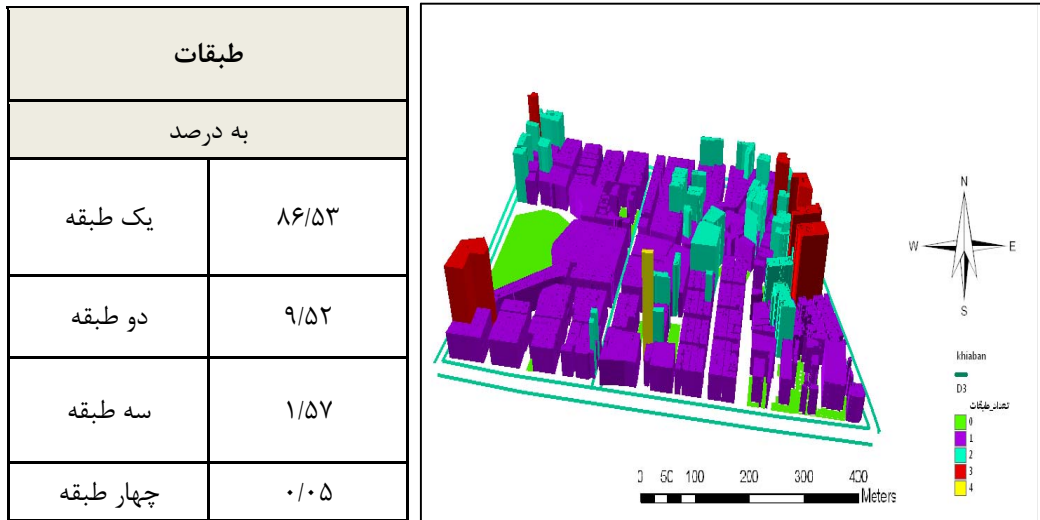 طبقات
به درصد
یک طبقه ۸۶/۵۳
دو طبقه ۹/۵۲
سه طبقه ۱/۵۷
چهار طبقه ۰/۰۵
N
W E
S
khiaban
D3
تعداد_طبقات
0
1
2
3
4
0 50 100 200 300 400
Meters